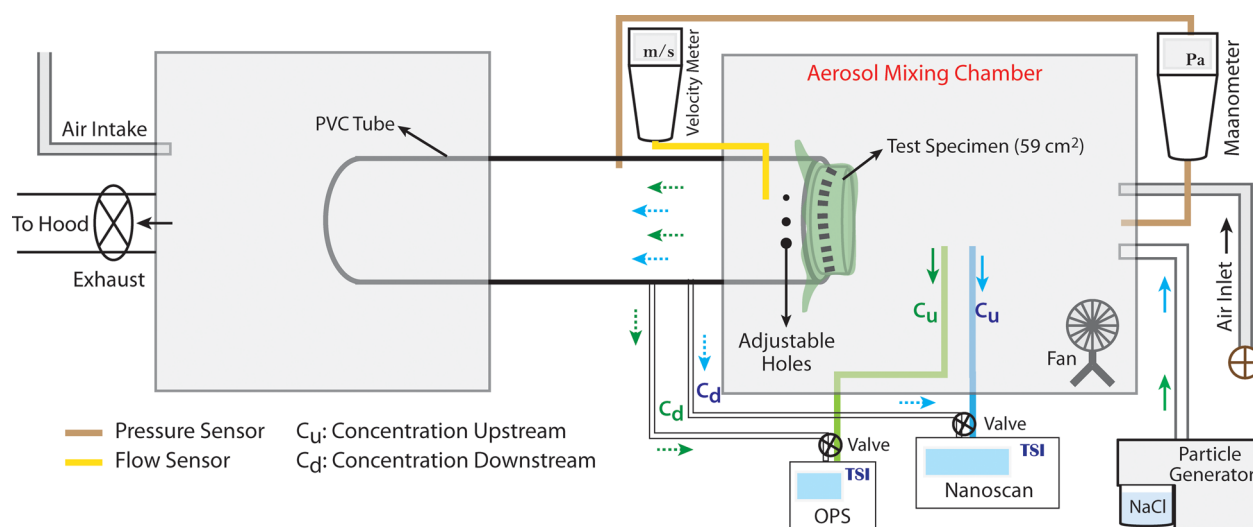 m/s
Velocity Meter
Aerosol Mixing Chamber
Pa
Maanometer
Air Intake
PVC Tube
Test Specimen (59 cm²)
To Hood
Exhaust
Adjustable
Holes
Cu
Cu
Fan
Air Inlet
Cd
Cd
Pressure Sensor
Flow Sensor
Cu: Concentration Upstream
Cd: Concentration Downstream
Valve
Valve
TSI
OPS
TSI
Nanoscan
Particle
Generator
NaCl